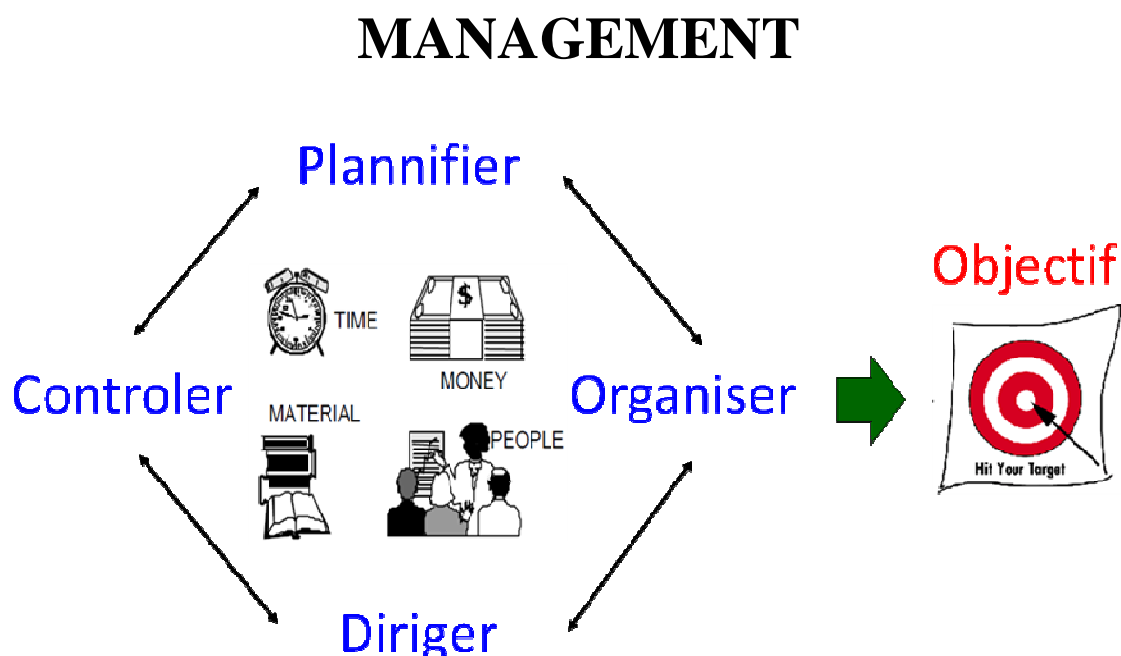 MANAGEMENT
Plannifier
Objectif
TIME
$
MONEY
Controler
Organiser
MATERIAL
PEOPLE
Hit Your Target
Diriger